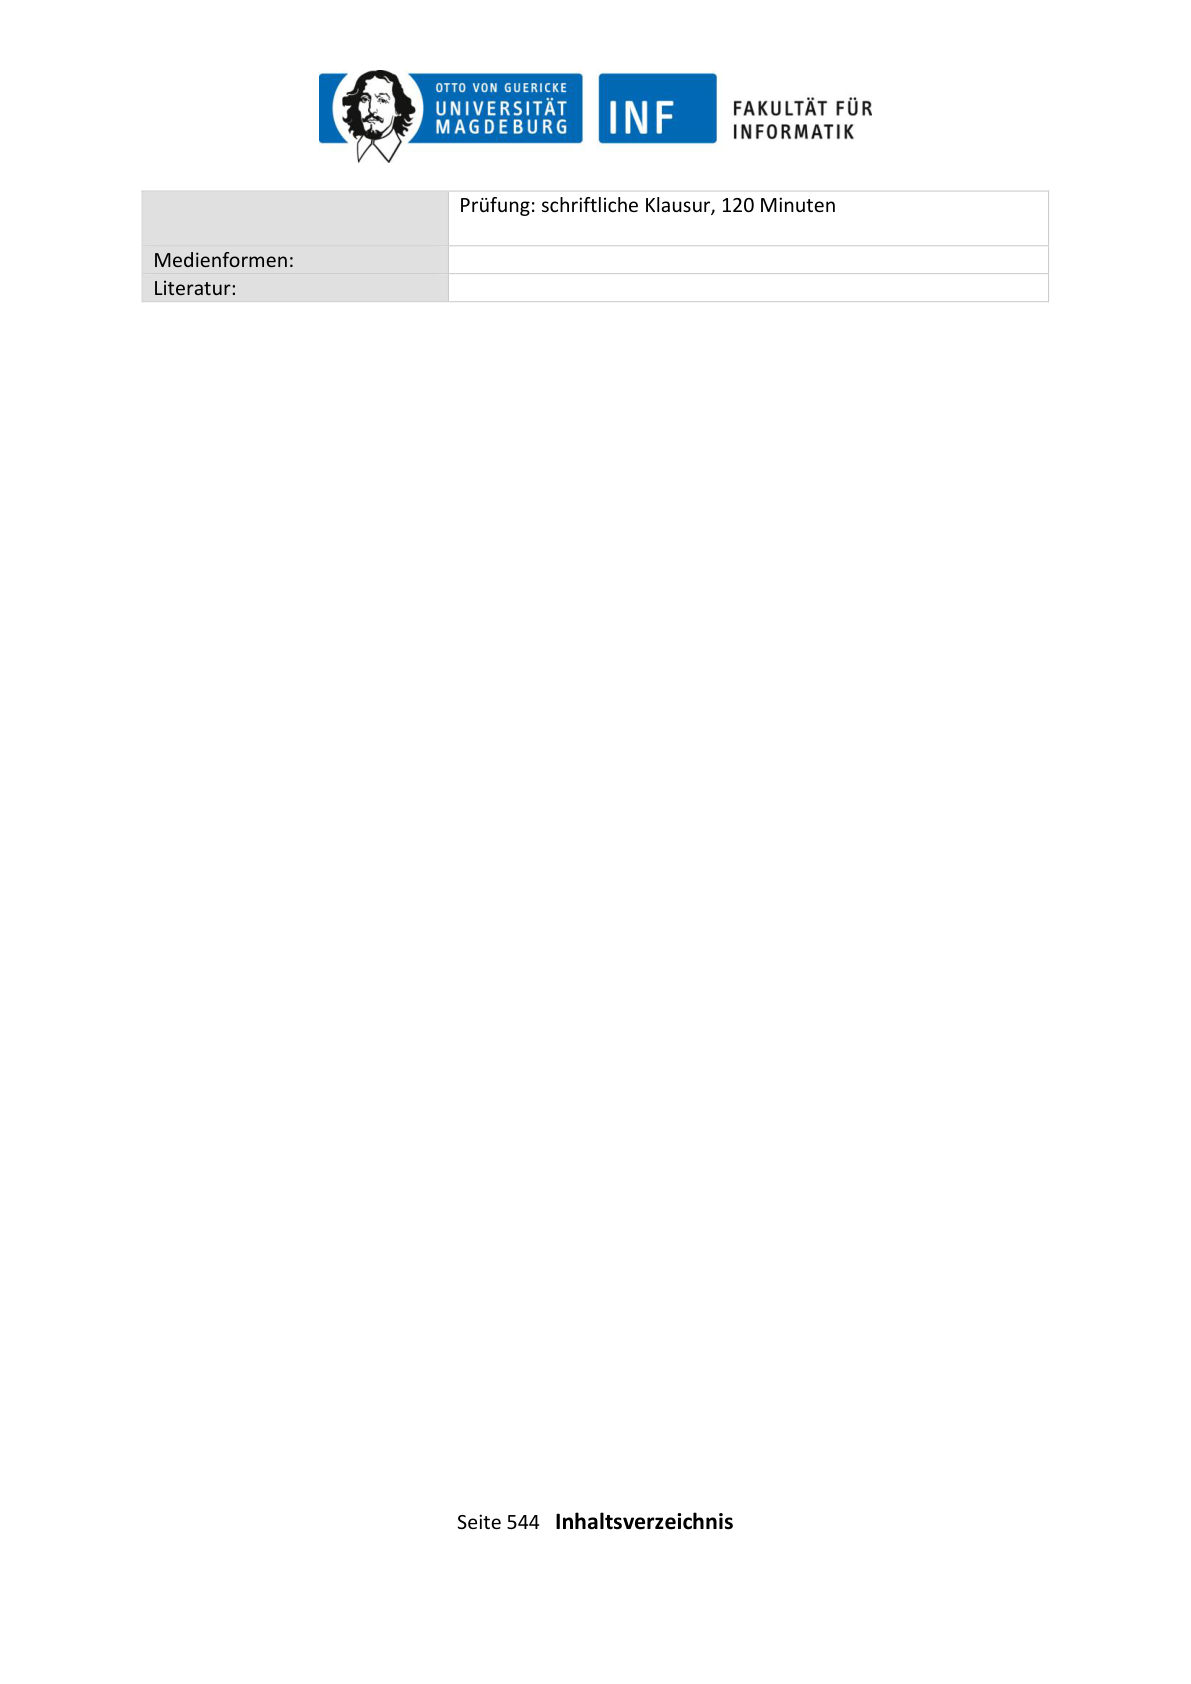 OTTO VON GUERICKE
UNIVERSITÄT
MAGDEBURG
INF
FAKULTÄT FÜR
INFORMATIK
Prüfung: schriftliche Klausur, 120 Minuten
Medienformen:
Literatur:
Seite 544 Inhaltsverzeichnis